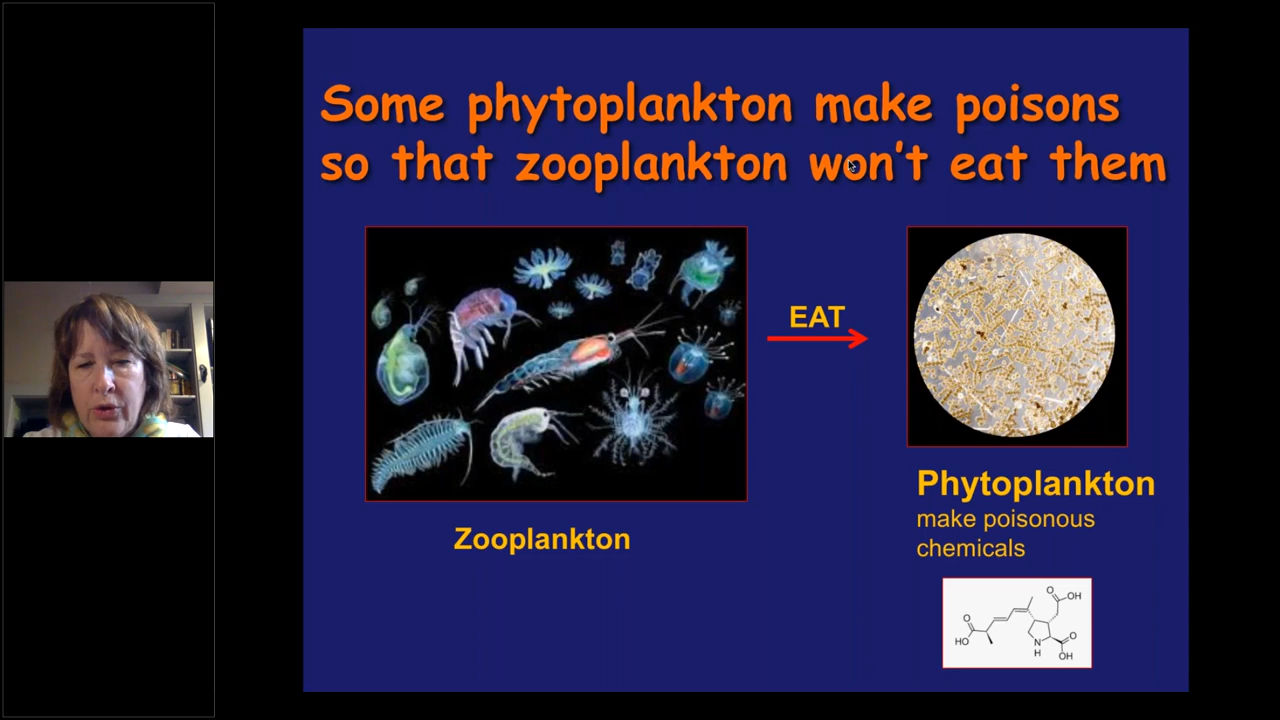 Some phytoplankton make poisons
so that zooplankton won't eat them
EAT
Zooplankton
Phytoplankton
make poisonous
chemicals
O
OH
O
HO
N
H
O
OH